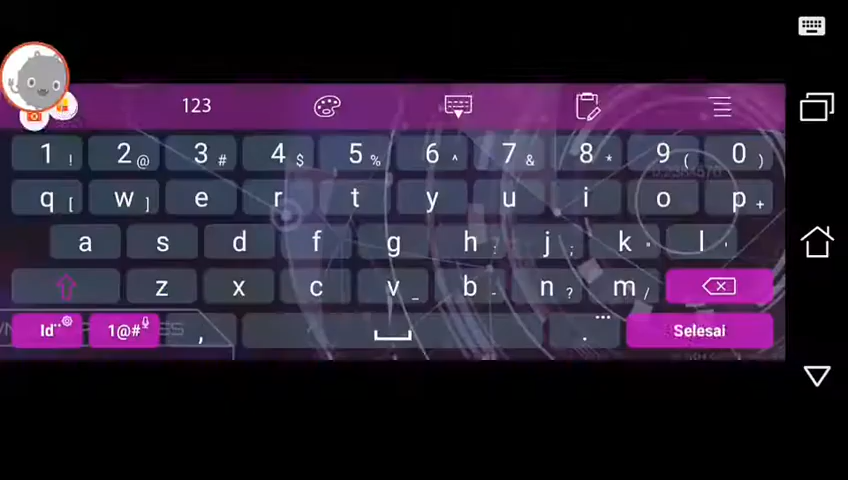 123
1 ! 2 @ 3 # 4 $ 5 % 6 ^ 7 & 8 * 9 ( 0 )
q [ w ] e r t y u i o p +
a s d f g h : j ; k " l '
z x c v _ b - n ? m /
Id 1@# , . ... Selesai